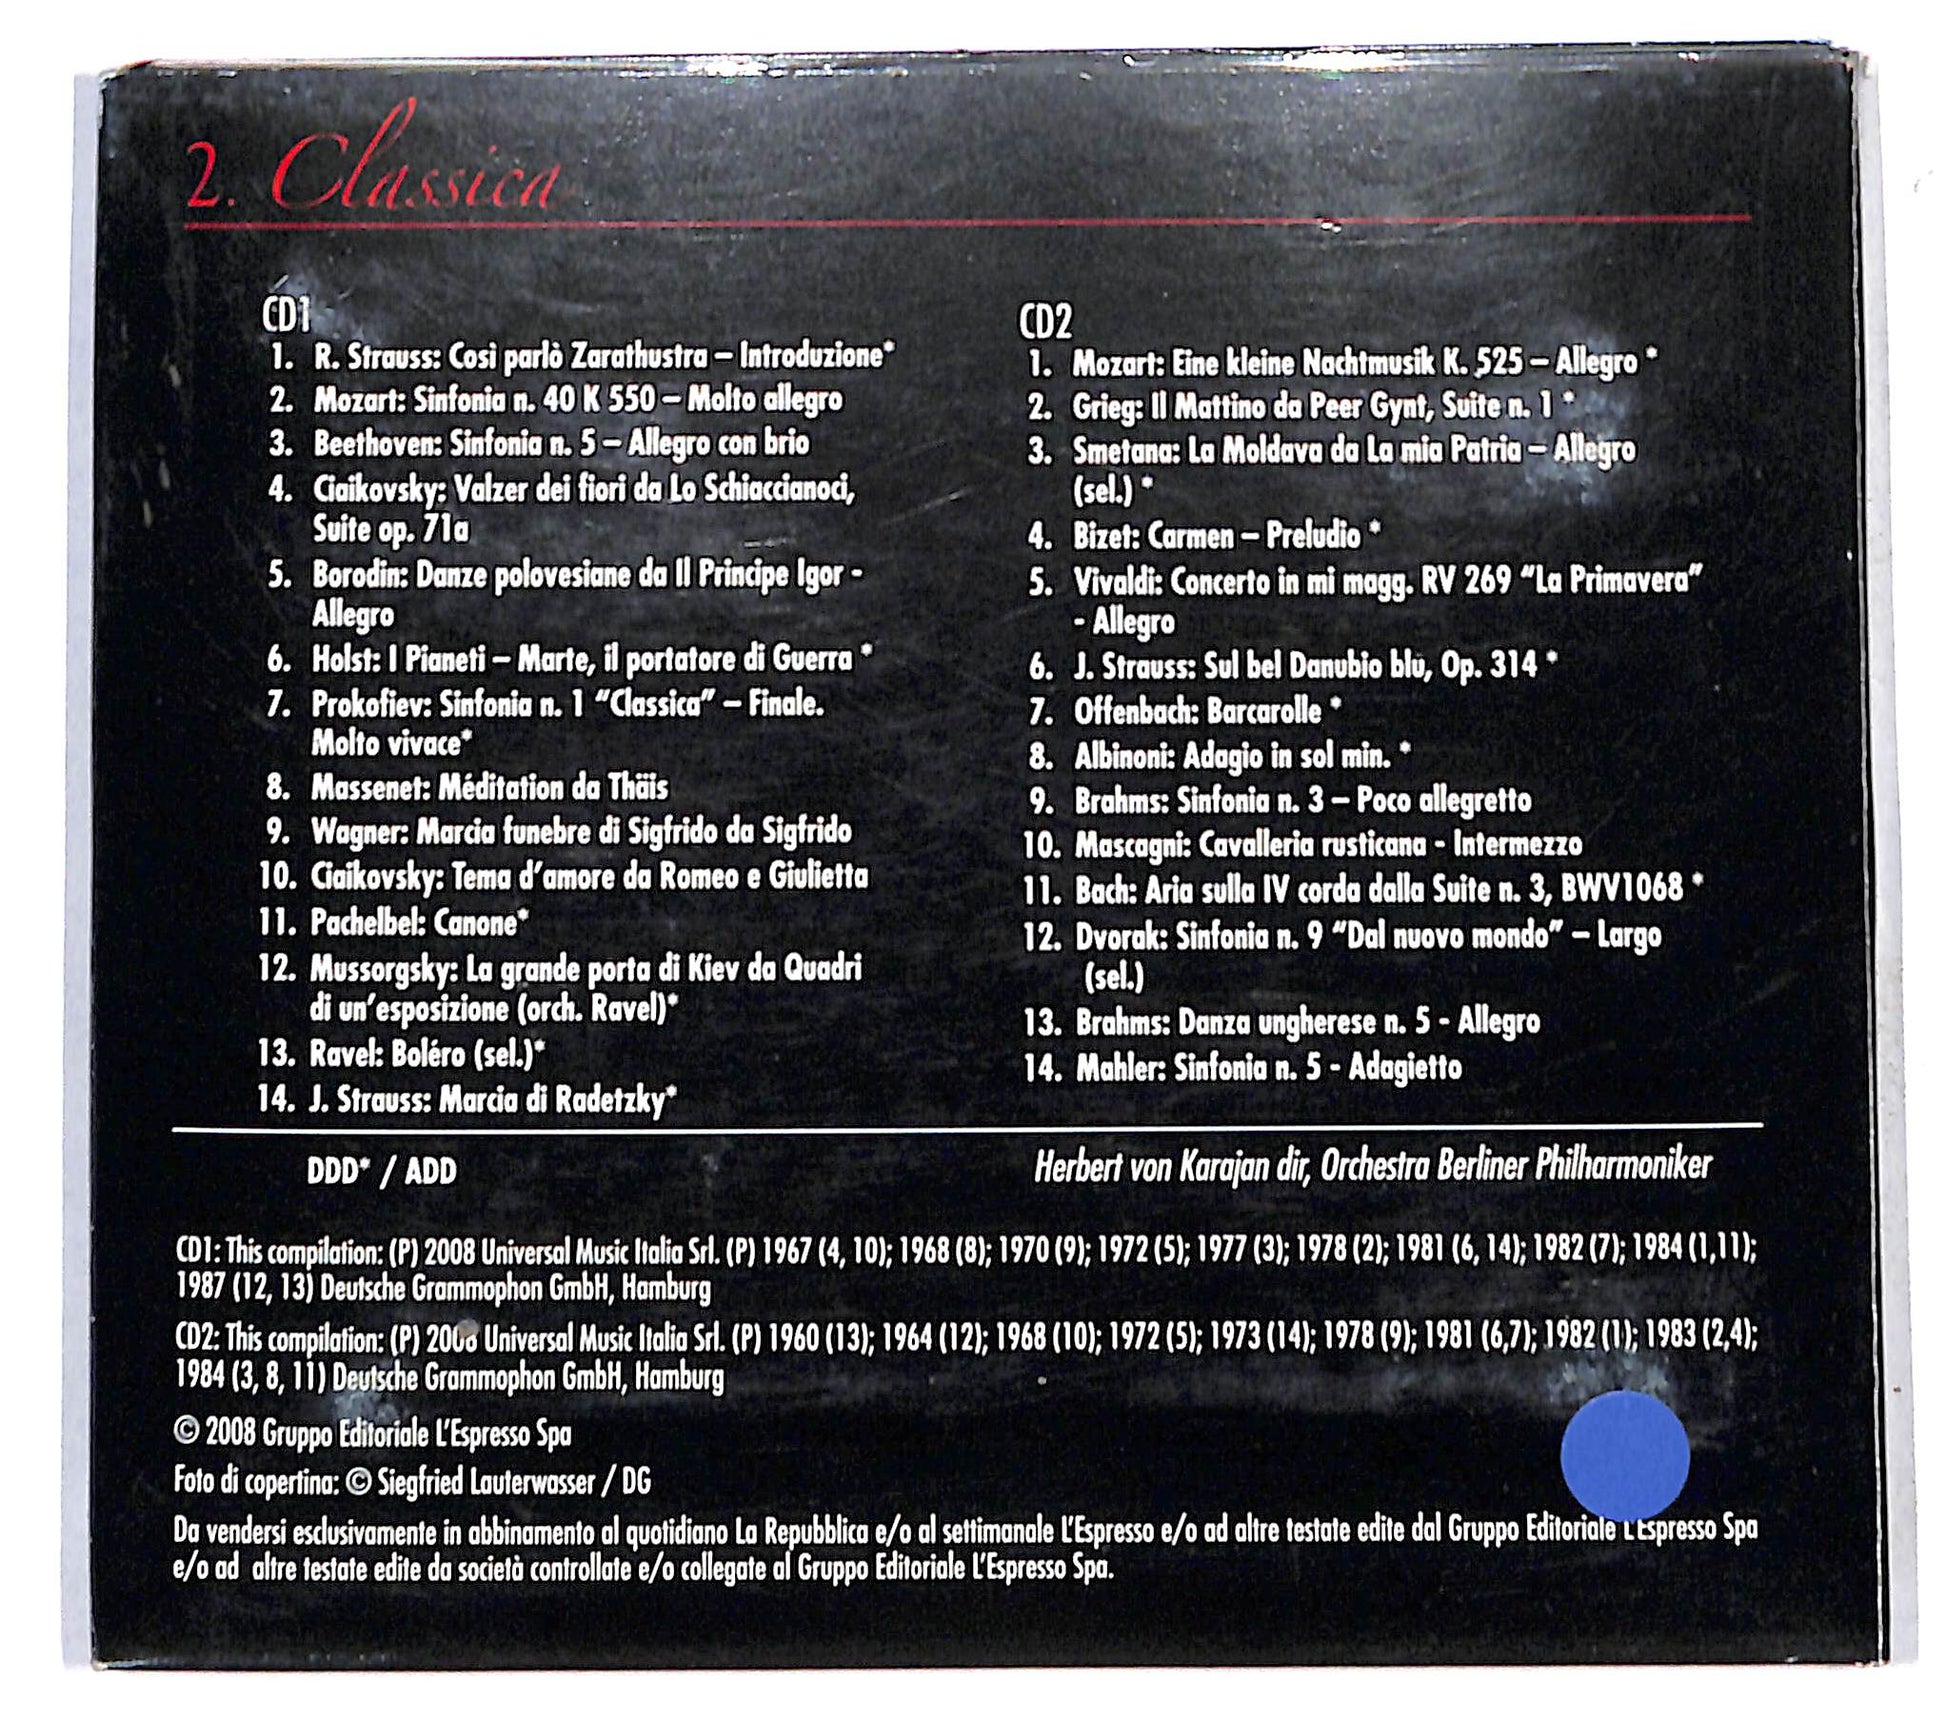 2. Classica
CD1
1. R. Strauss: Così parlò Zarathustra – Introduzione*
2. Mozart: Sinfonia n. 40 K 550 – Molto allegro
3. Beethoven: Sinfonia n. 5 – Allegro con brio
4. Ciaikovsky: Valzer dei fiori da Lo Schiaccianoci,
Suite op. 71a
5. Borodin: Danze polovesiane da Il Principe Igor -
Allegro
6. Holst: I Pianeti – Marte, il portatore di Guerra *
7. Prokofiev: Sinfonia n. 1 “Classica” – Finale.
Molto vivace*
8. Massenet: Méditation da Thäis
9. Wagner: Marcia funebre di Sigfrido da Sigfrido
10. Ciaikovsky: Tema d’amore da Romeo e Giulietta
11. Pachelbel: Canone*
12. Mussorgsky: La grande porta di Kiev da Quadri
di un’esposizione (orch. Ravel)*
13. Ravel: Boléro (sel.)*
14. J. Strauss: Marcia di Radetzky*
CD2
1. Mozart: Eine kleine Nachtmusik K. 525 – Allegro *
2. Grieg: Il Mattino da Peer Gynt, Suite n. 1 *
3. Smetana: La Moldava da La mia Patria – Allegro
(sel.) *
4. Bizet: Carmen – Preludio *
5. Vivaldi: Concerto in mi magg. RV 269 “La Primavera”
- Allegro
6. J. Strauss: Sul bel Danubio blu, Op. 314 *
7. Offenbach: Barcarolle *
8. Albinoni: Adagio in sol min. *
9. Brahms: Sinfonia n. 3 – Poco allegretto
10. Mascagni: Cavalleria rusticana - Intermezzo
11. Bach: Aria sulla IV corda dalla Suite n. 3, BWV1068 *
12. Dvorak: Sinfonia n. 9 “Dal nuovo mondo” – Largo
(sel.)
13. Brahms: Danza ungherese n. 5 - Allegro
14. Mahler: Sinfonia n. 5 - Adagietto
DDD* / ADD
Herbert von Karajan dir, Orchestra Berliner Philharmoniker
CD1: This compilation: (P) 2008 Universal Music Italia Srl. (P) 1967 (4, 10); 1968 (8); 1970 (9); 1972 (5); 1977 (3); 1978 (2); 1981 (6, 14); 1982 (7); 1984 (1,11);
1987 (12, 13) Deutsche Grammophon GmbH, Hamburg
CD2: This compilation: (P) 2008 Universal Music Italia Srl. (P) 1960 (13); 1964 (12); 1968 (10); 1972 (5); 1973 (14); 1978 (9); 1981 (6,7); 1982 (1); 1983 (2,4);
1984 (3, 8, 11) Deutsche Grammophon GmbH, Hamburg
© 2008 Gruppo Editoriale L’Espresso Spa
Foto di copertina: © Siegfried Lauterwasser / DG
Da vendersi esclusivamente in abbinamento al quotidiano La Repubblica e/o al settimanale L’Espresso e/o ad altre testate edite dal Gruppo Editoriale L’Espresso Spa
e/o ad altre testate edite da società controllate e/o collegate al Gruppo Editoriale L’Espresso Spa.